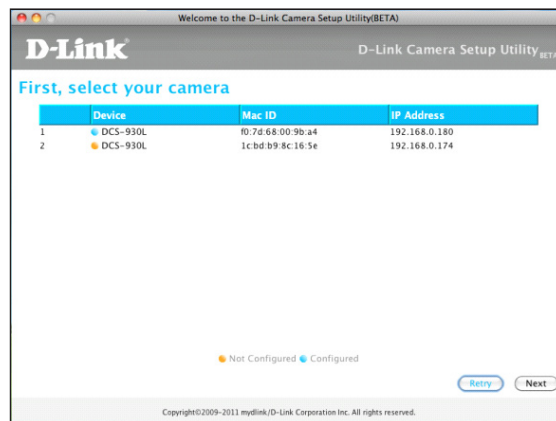 Welcome to the D-Link Camera Setup Utility(BETA)
D-Link
D-Link Camera Setup Utility BETA
First, select your camera
Device Mac ID IP Address
1 DCS-930L f0:7d:68:00:9b:a4 192.168.0.180
2 DCS-930L 1c:bd:b9:8c:16:5e 192.168.0.174
Not Configured Configured
Retry Next
Copyright©2009-2011 mydlink/D-Link Corporation Inc. All rights reserved.